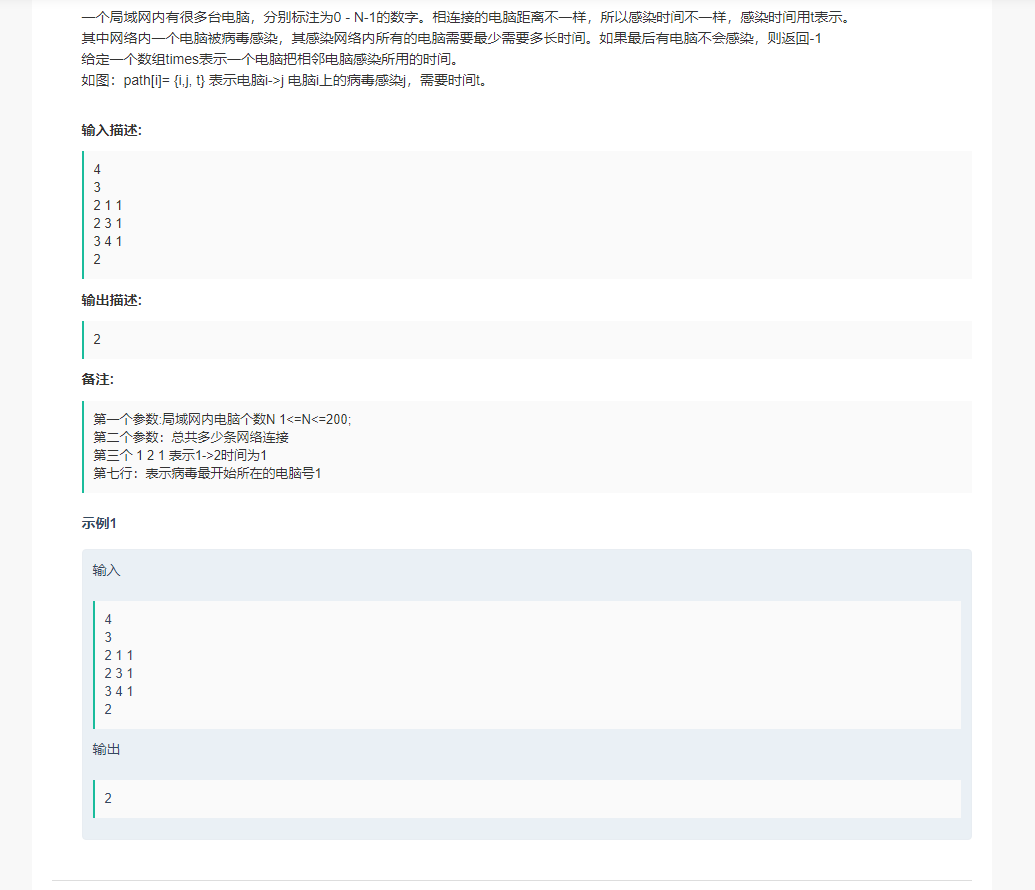 一个局域网内有很多台电脑，分别标注为0 - N-1的数字。相连接的电脑距离不一样，所以感染时间不一样，感染时间用t表示。
其中网络内一个电脑被病毒感染，其感染网络内所有的电脑需要最少需要多长时间。如果最后有电脑不会感染，则返回-1
给定一个数组times表示一个电脑把相邻电脑感染所用的时间。
如图：path[i]= {i,j, t} 表示电脑i->j 电脑i上的病毒感染j，需要时间t。
输入描述:
4
3
2 1 1
2 3 1
3 4 1
2
输出描述:
2
备注:
第一个参数:局域网内电脑个数N 1<=N<=200;
第二个参数：总共多少条网络连接
第三个 1 2 1 表示1->2时间为1
第七行：表示病毒最开始所在的电脑号1
示例1
输入
4
3
2 1 1
2 3 1
3 4 1
2
输出
2